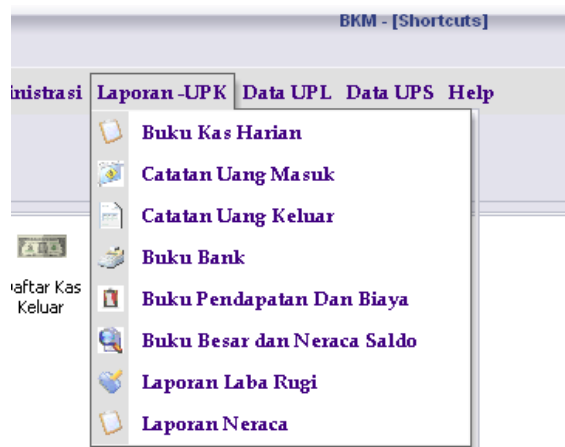 BKM - [Shortcuts]
inistrasi Laporan -UPK Data UPL Data UPS Help
Buku Kas Harian
Catatan Uang Masuk
Catatan Uang Keluar
Buku Bank
aftar Kas
Keluar
Buku Pendapatan Dan Biaya
Buku Besar dan Neraca Saldo
Laporan Laba Rugi
Laporan Neraca